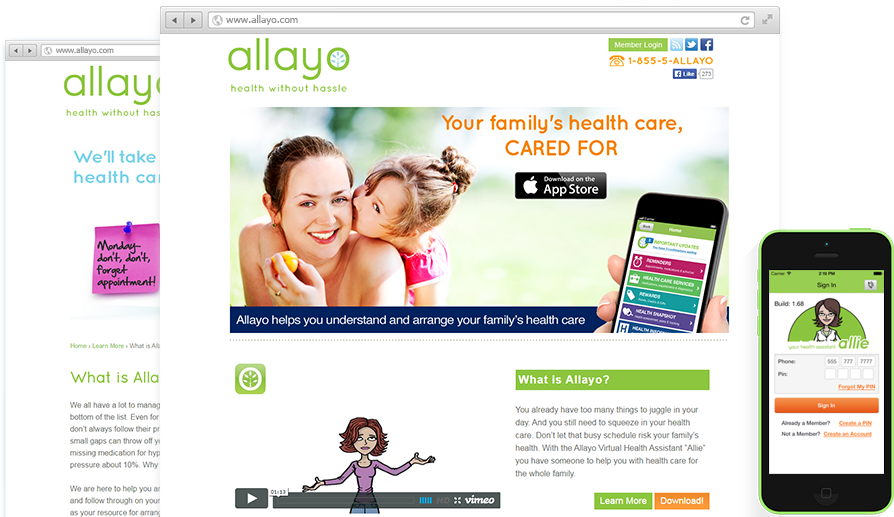 www.allayo.com
allayo
health without hassle
Member Login
1-855-5-ALLAYO
Like
273
Your family's health care,
CARED FOR
Download on the
App Store
Home
IMPORTANT UPDATES
REMINDERS
HEALTH CARE SERVICES
REWARDS
HEALTH SNAPSHOT
Allayo helps you understand and arrange your family's health care
What is Allayo?
You already have too many things to juggle in your
day. And you still need to squeeze in your health
care. Don't let that busy schedule risk your family's
health. With the Allayo Virtual Health Assistant "Allie"
you have someone to help you with health care for
the whole family.
Learn More
Download!
01:13
HD
vimeo
www.allayo.com
allayo
health without h
We'll take
health car
Monday-
don't, don't,
forget
appointment!
Home › Learn More › What is Al
What is Alla
We all have a lot to manag
bottom of the list. Even for
don't always follow their pr
small gaps can throw off y
missing medication for hyp
pressure about 10%. Why
We are here to help you an
and follow through on your
as your resource for arrang
Carrier
2:16 PM
Sign In
Build: 1.68
your health assistant allie
Phone: 555 777 7777
Pin:
Forgot My PIN
Sign In
Already a Member? Create a PIN
Not a Member? Create an Account